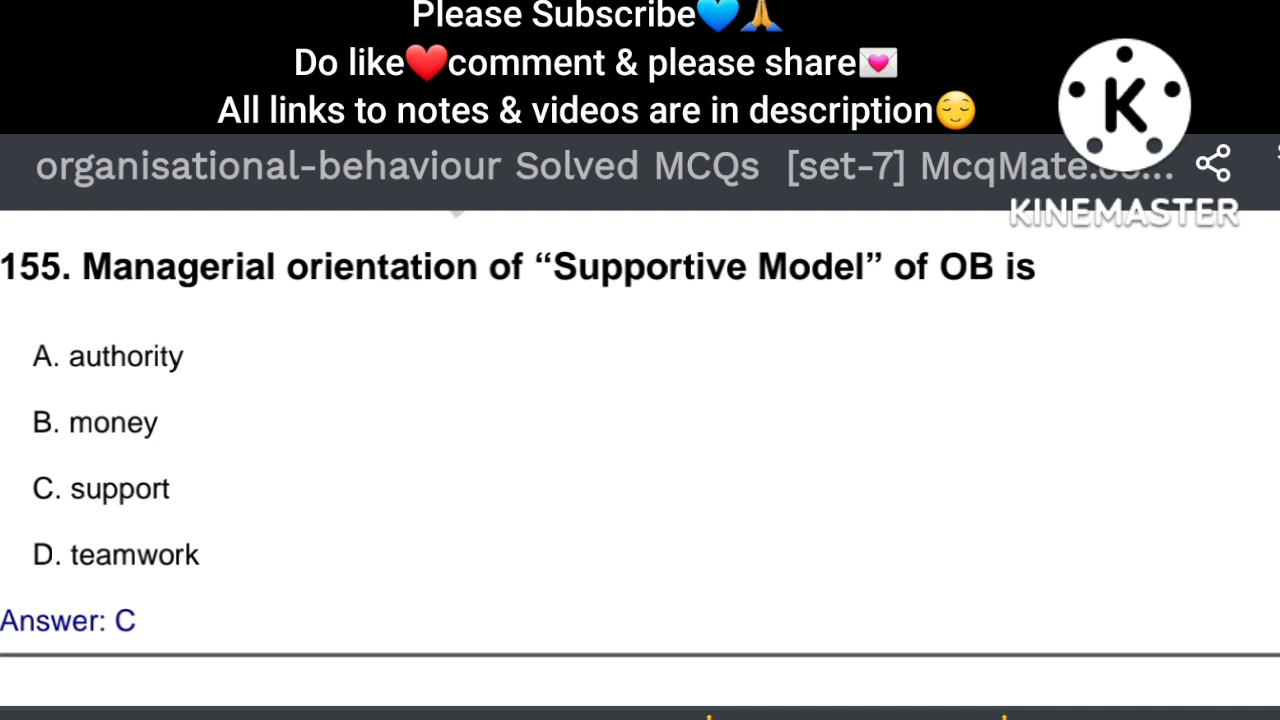 Please Subscribe💙🙏
Do like❤️comment & please share💌
All links to notes & videos are in description😌
organisational-behaviour Solved MCQs [set-7] McqMate.
K
KINEMASTER
155. Managerial orientation of “Supportive Model” of OB is
A. authority
B. money
C. support
D. teamwork
Answer: C